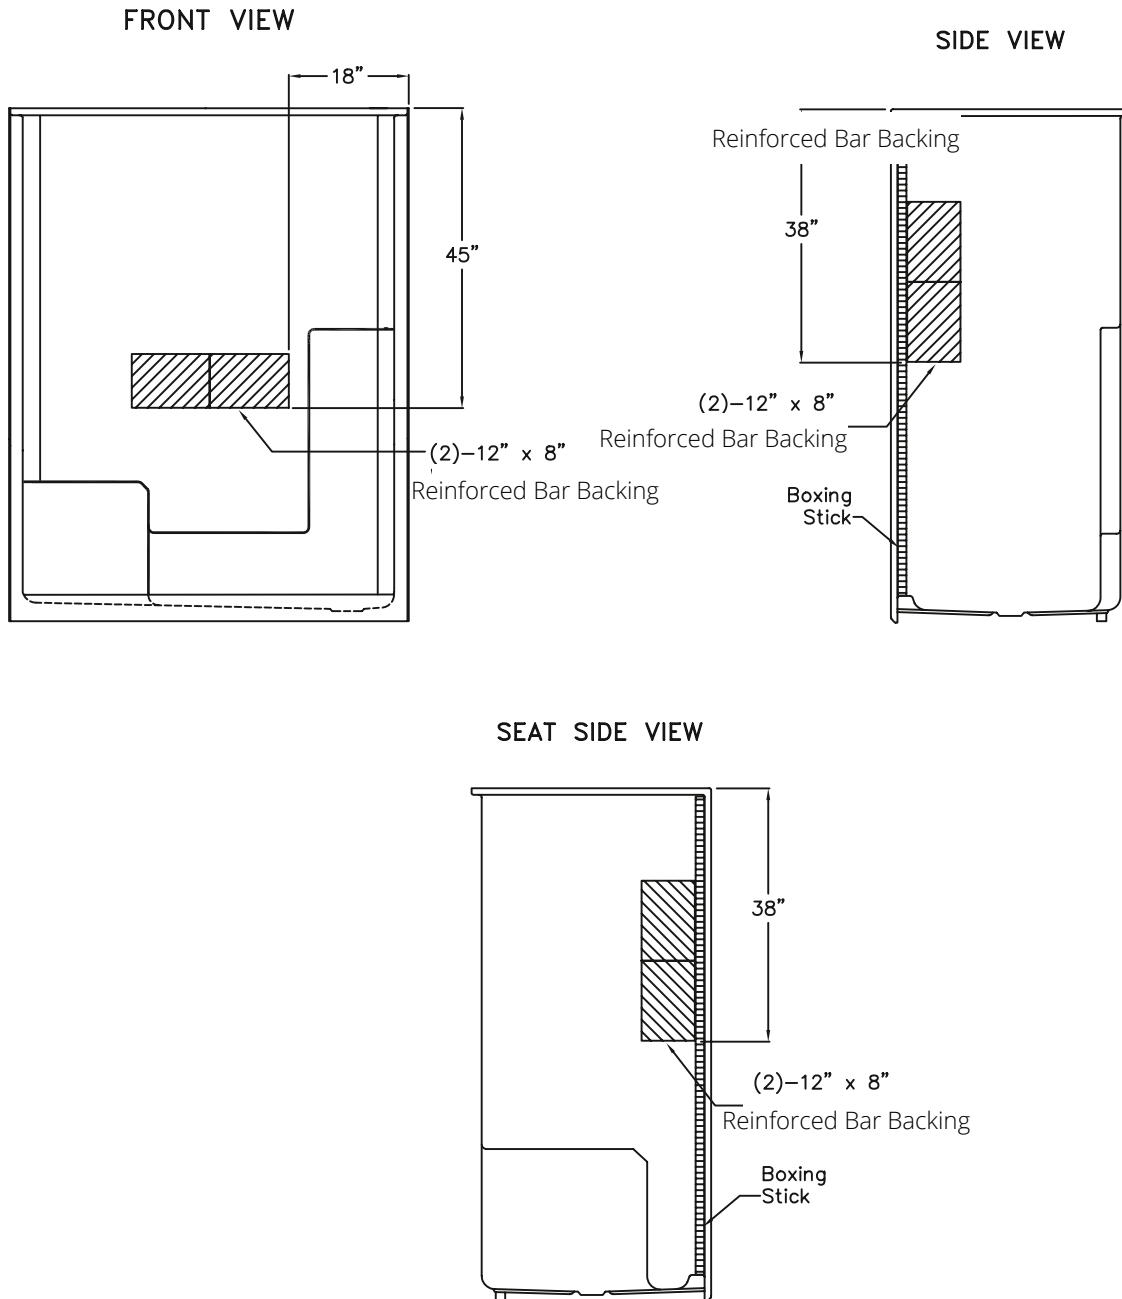 FRONT VIEW
18”
45”
(2)–12” x 8”
Reinforced Bar Backing
SIDE VIEW
Reinforced Bar Backing
38”
(2)–12” x 8”
Reinforced Bar Backing
Boxing
Stick
SEAT SIDE VIEW
38”
(2)–12” x 8”
Reinforced Bar Backing
Boxing
Stick